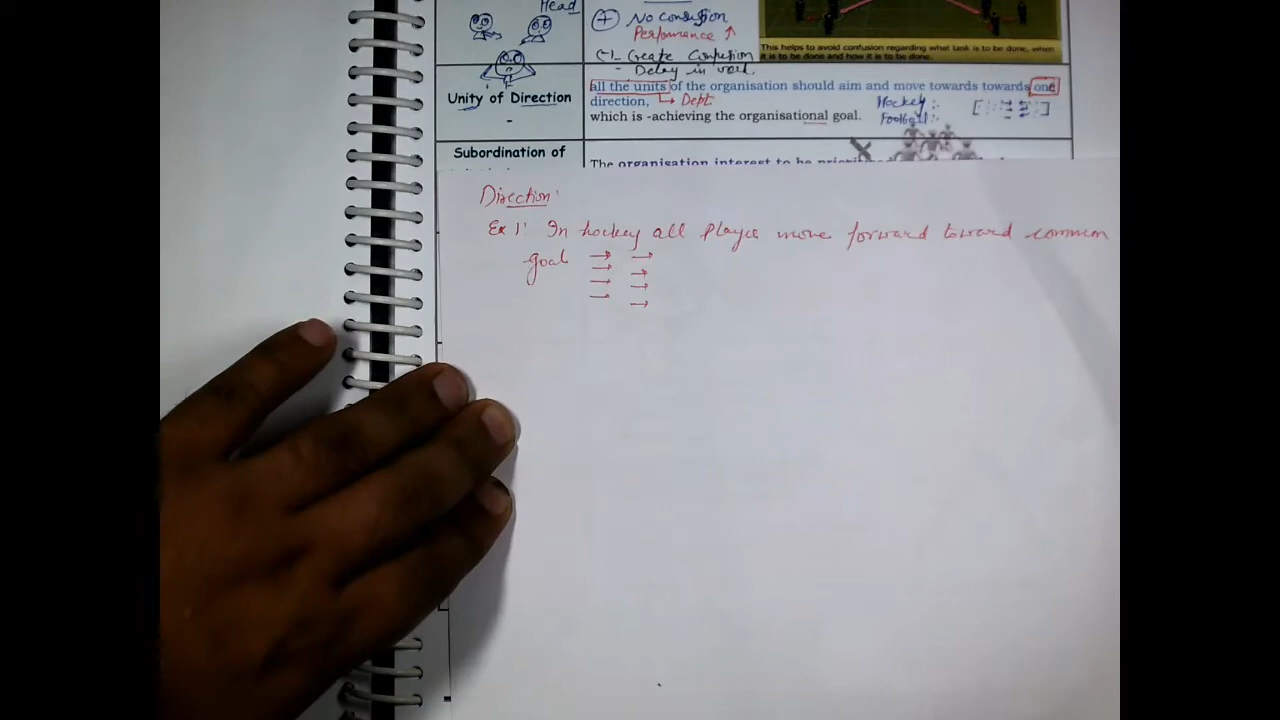 Head
(+) No Confusion
Performance ↑
This helps to avoid confusion regarding what task is to be done, when
it is to be done and how it is to be done.
(-)- Create Confusion
- Delay in work
Unity of Direction
-
all the units of the organisation should aim and move towards towards one
direction, ↳ Dept.
which is -achieving the organisational goal.
Hockey :-
Football :-
Subordination of
The organisation interest to be
Direction:
Ex 1: In hockey all Player move forward toward common
goal → →
→ →
→ →
→ →